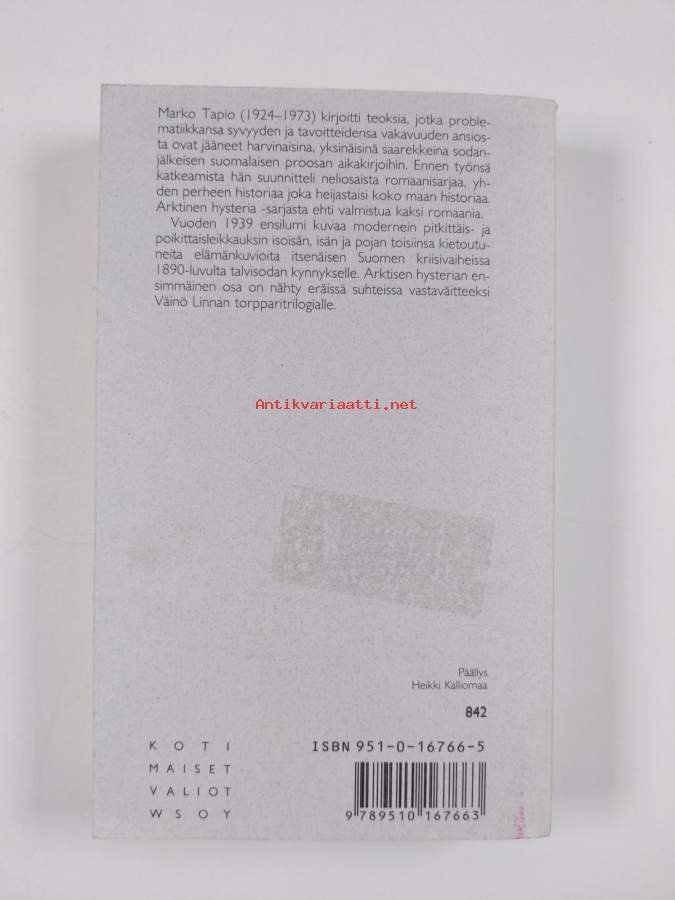 Marko Tapio (1924–1973) kirjoitti teoksia, jotka proble-
matiikkansa syvyyden ja tavoitteidensa vakavuuden ansios-
ta ovat jääneet harvinaisina, yksinäisinä saarekkeina sodan-
jälkeisen suomalaisen proosan aikakirjoihin. Ennen työnsä
katkeamista hän suunnitteli neliosaista romaanisarjaa, yh-
den perheen historiaa joka heijastaisi koko maan historiaa.
Arktinen hysteria -sarjasta ehti valmistua kaksi romaania.
Vuoden 1939 ensilumi kuvaa modernein pitkittäis- ja
poikittaisleikkauksin isoisän, isän ja pojan toisiinsa kietoutu-
neita elämänkuvioita itsenäisen Suomen kriisivaiheissa
1890-luvulta talvisodan kynnykselle. Arktisen hysterian en-
simmäinen osa on nähty eräissä suhteissa vastaväitteeksi
Väinö Linnan torpparitrilogialle.
Antikvariaatti.net
Päällys
Heikki Kalliomaa
842
KOTI
MAISET
VALIOT
WSOY
ISBN 951-0-16766-5
9 789510 167663